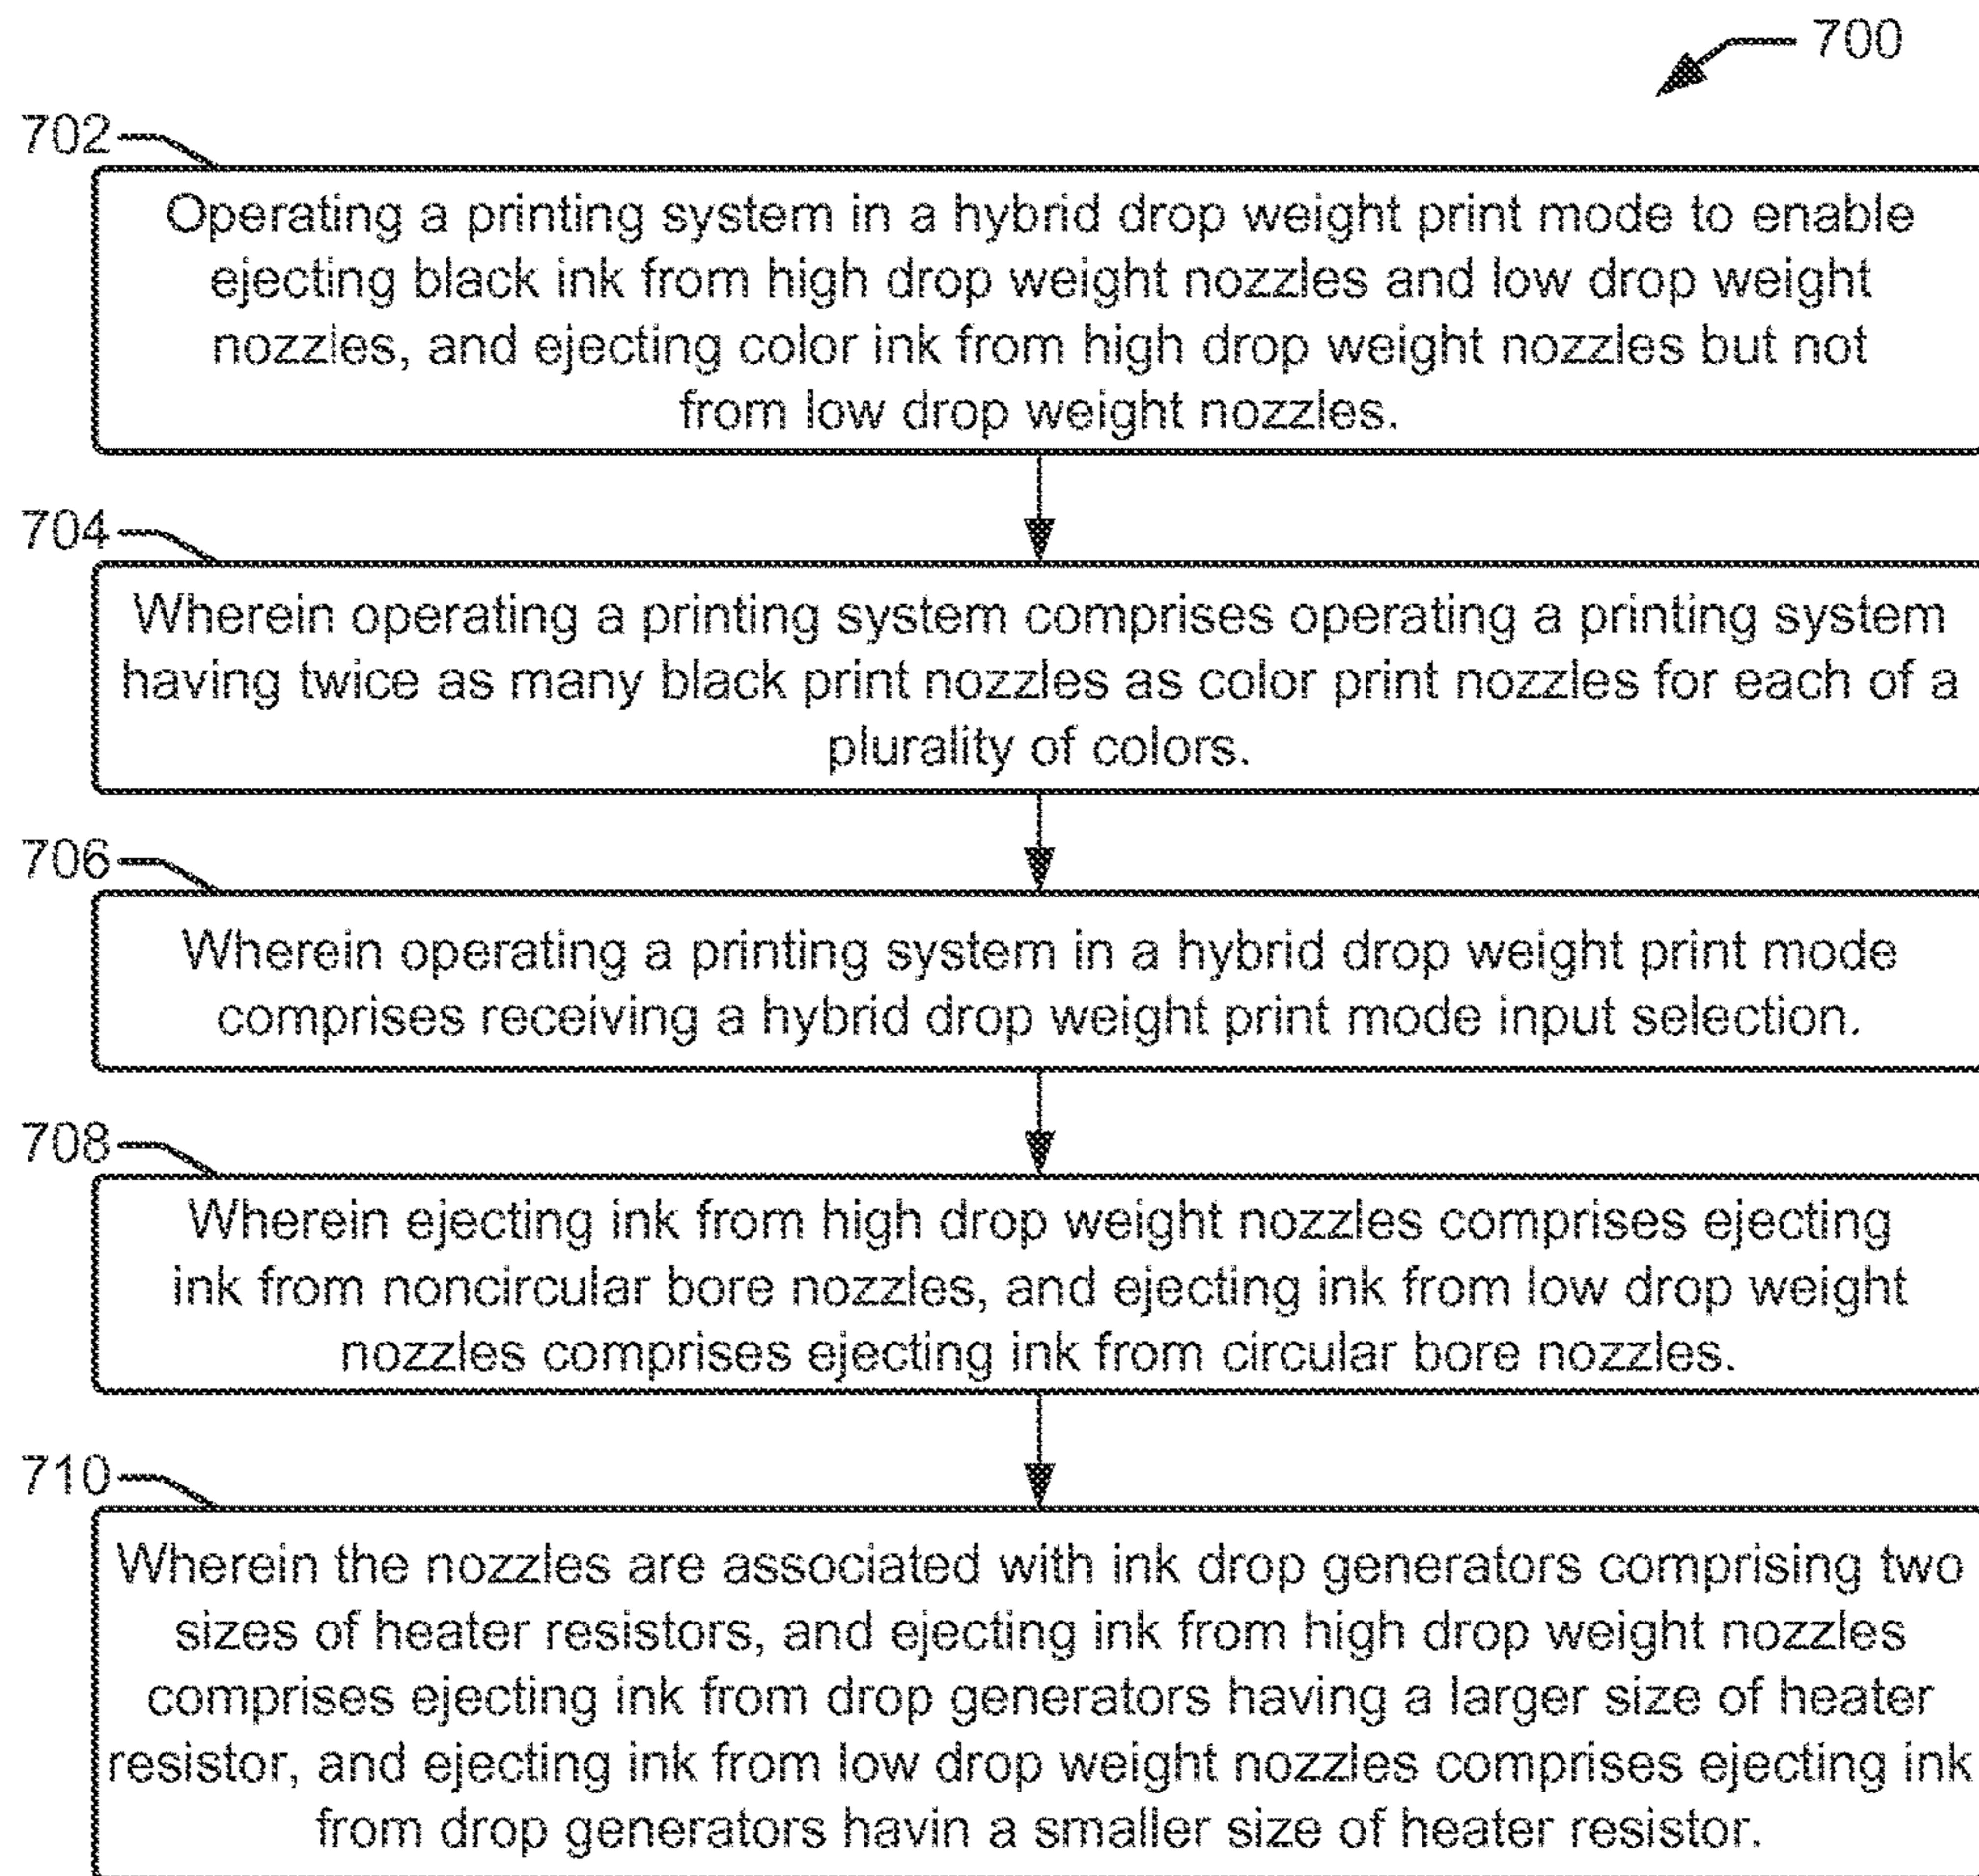 700
702
Operating a printing system in a hybrid drop weight print mode to enable
ejecting black ink from high drop weight nozzles and low drop weight
nozzles, and ejecting color ink from high drop weight nozzles but not
from low drop weight nozzles.
704
Wherein operating a printing system comprises operating a printing system
having twice as many black print nozzles as color print nozzles for each of a
plurality of colors.
706
Wherein operating a printing system in a hybrid drop weight print mode
comprises receiving a hybrid drop weight print mode input selection.
708
Wherein ejecting ink from high drop weight nozzles comprises ejecting
ink from noncircular bore nozzles, and ejecting ink from low drop weight
nozzles comprises ejecting ink from circular bore nozzles.
710
Wherein the nozzles are associated with ink drop generators comprising two
sizes of heater resistors, and ejecting ink from high drop weight nozzles
comprises ejecting ink from drop generators having a larger size of heater
resistor, and ejecting ink from low drop weight nozzles comprises ejecting ink
from drop generators havin a smaller size of heater resistor.